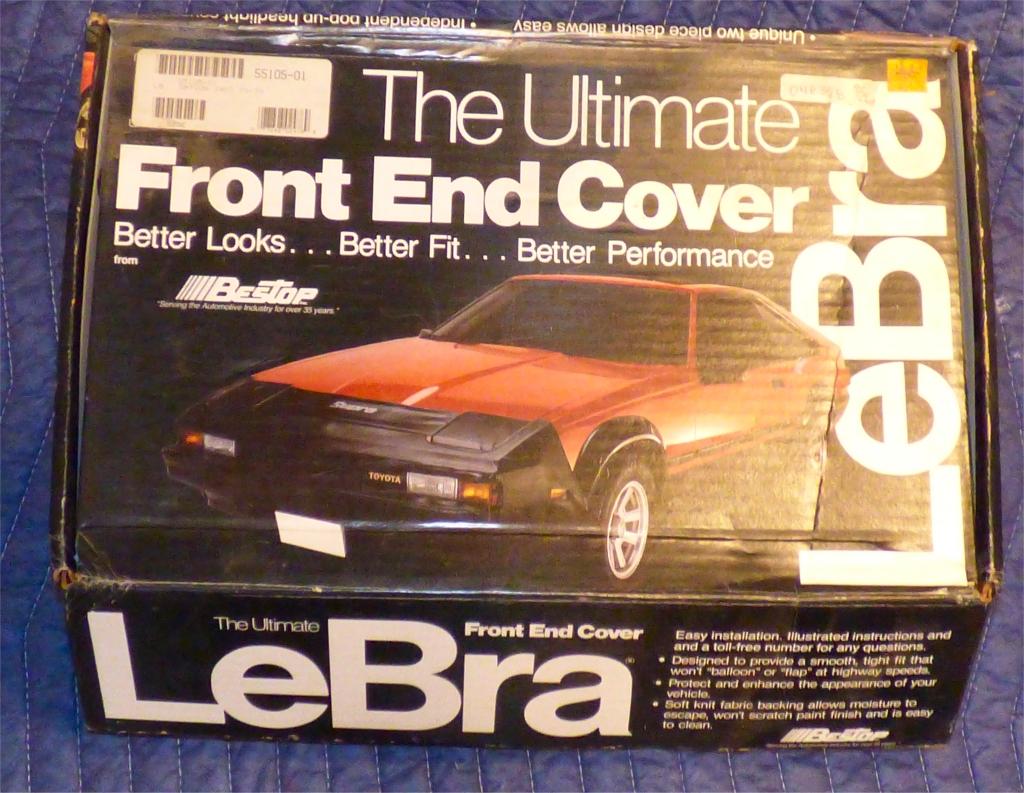 • Unique two piece design allows easy
• Independent pop-up headlight
55105-01
The Ultimate
Front End Cover
Better Looks... Better Fit... Better Performance
from
Bestop
"Serving the Automotive Industry for over 35 years."
LeBra
Supra
TOYOTA
The Ultimate
Front End Cover
LeBra®
Easy installation. Illustrated instructions and
and a toll-free number for any questions.
• Designed to provide a smooth, tight fit that
won't "balloon" or "flap" at highway speeds.
• Protect and enhance the appearance of your
vehicle.
• Soft knit fabric backing allows moisture to
escape, won't scratch paint finish and is easy
to clean.
Bestop